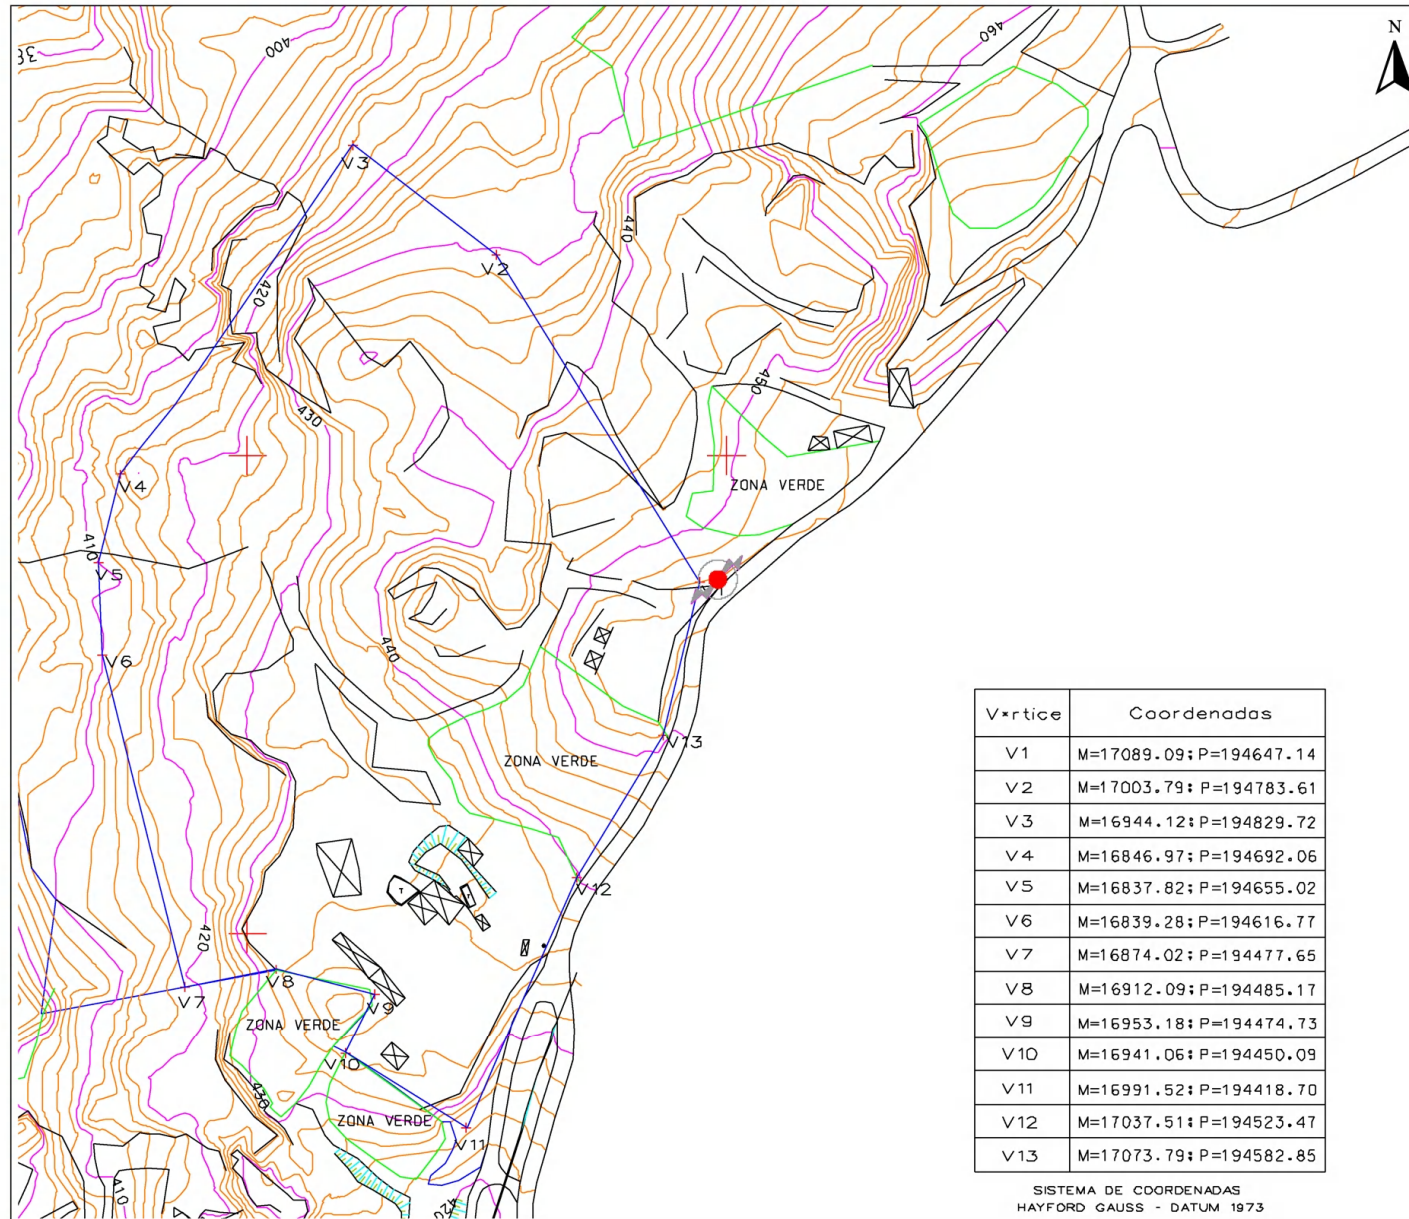 N
38
400
460
V3
440
V2
420
450
430
ZONA VERDE
V4
410
V5
440
V6
V13
ZONA VERDE
V12
420
V7
V8
V9
ZONA VERDE
V10
430
ZONA VERDE
V11
410
420
T
V×rtice Coordenadas
V1 M=17089.09; P=194647.14
V2 M=17003.79; P=194783.61
V3 M=16944.12; P=194829.72
V4 M=16846.97; P=194692.06
V5 M=16837.82; P=194655.02
V6 M=16839.28; P=194616.77
V7 M=16874.02; P=194477.65
V8 M=16912.09; P=194485.17
V9 M=16953.18; P=194474.73
V10 M=16941.06; P=194450.09
V11 M=16991.52; P=194418.70
V12 M=17037.51; P=194523.47
V13 M=17073.79; P=194582.85
SISTEMA DE COORDENADAS
HAYFORD GAUSS - DATUM 1973